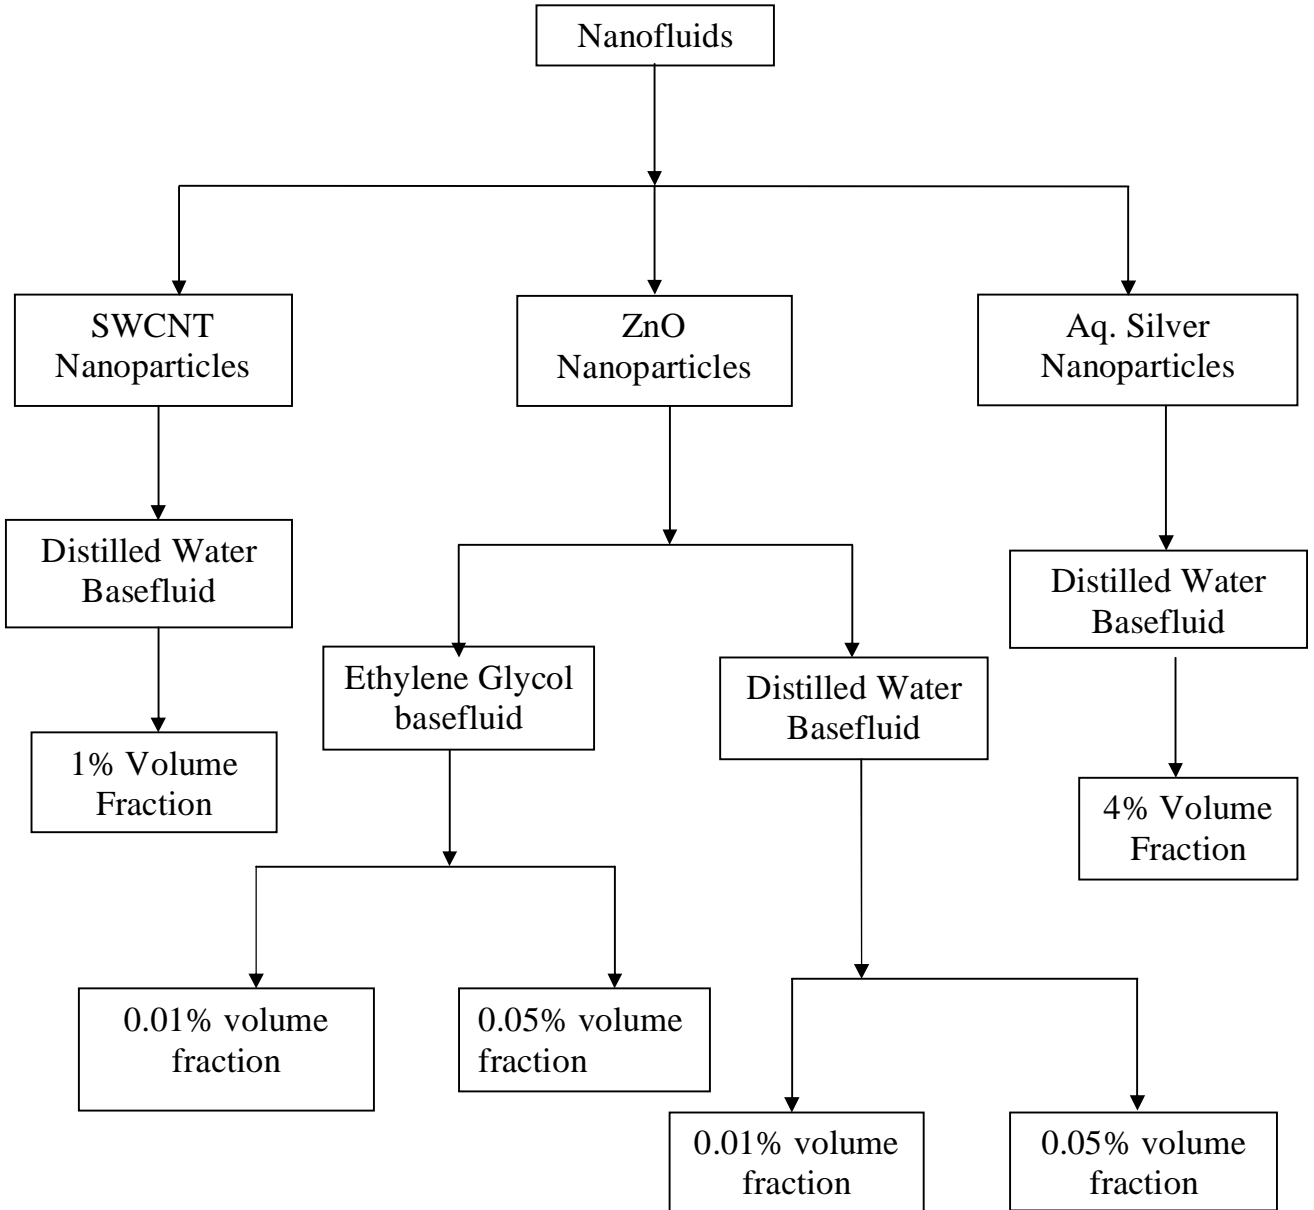 Nanofluids
SWCNT
Nanoparticles
ZnO
Nanoparticles
Aq. Silver
Nanoparticles
Distilled Water
Basefluid
Distilled Water
Basefluid
Ethylene Glycol
basefluid
Distilled Water
Basefluid
1% Volume
Fraction
4% Volume
Fraction
0.01% volume
fraction
0.05% volume
fraction
0.01% volume
fraction
0.05% volume
fraction